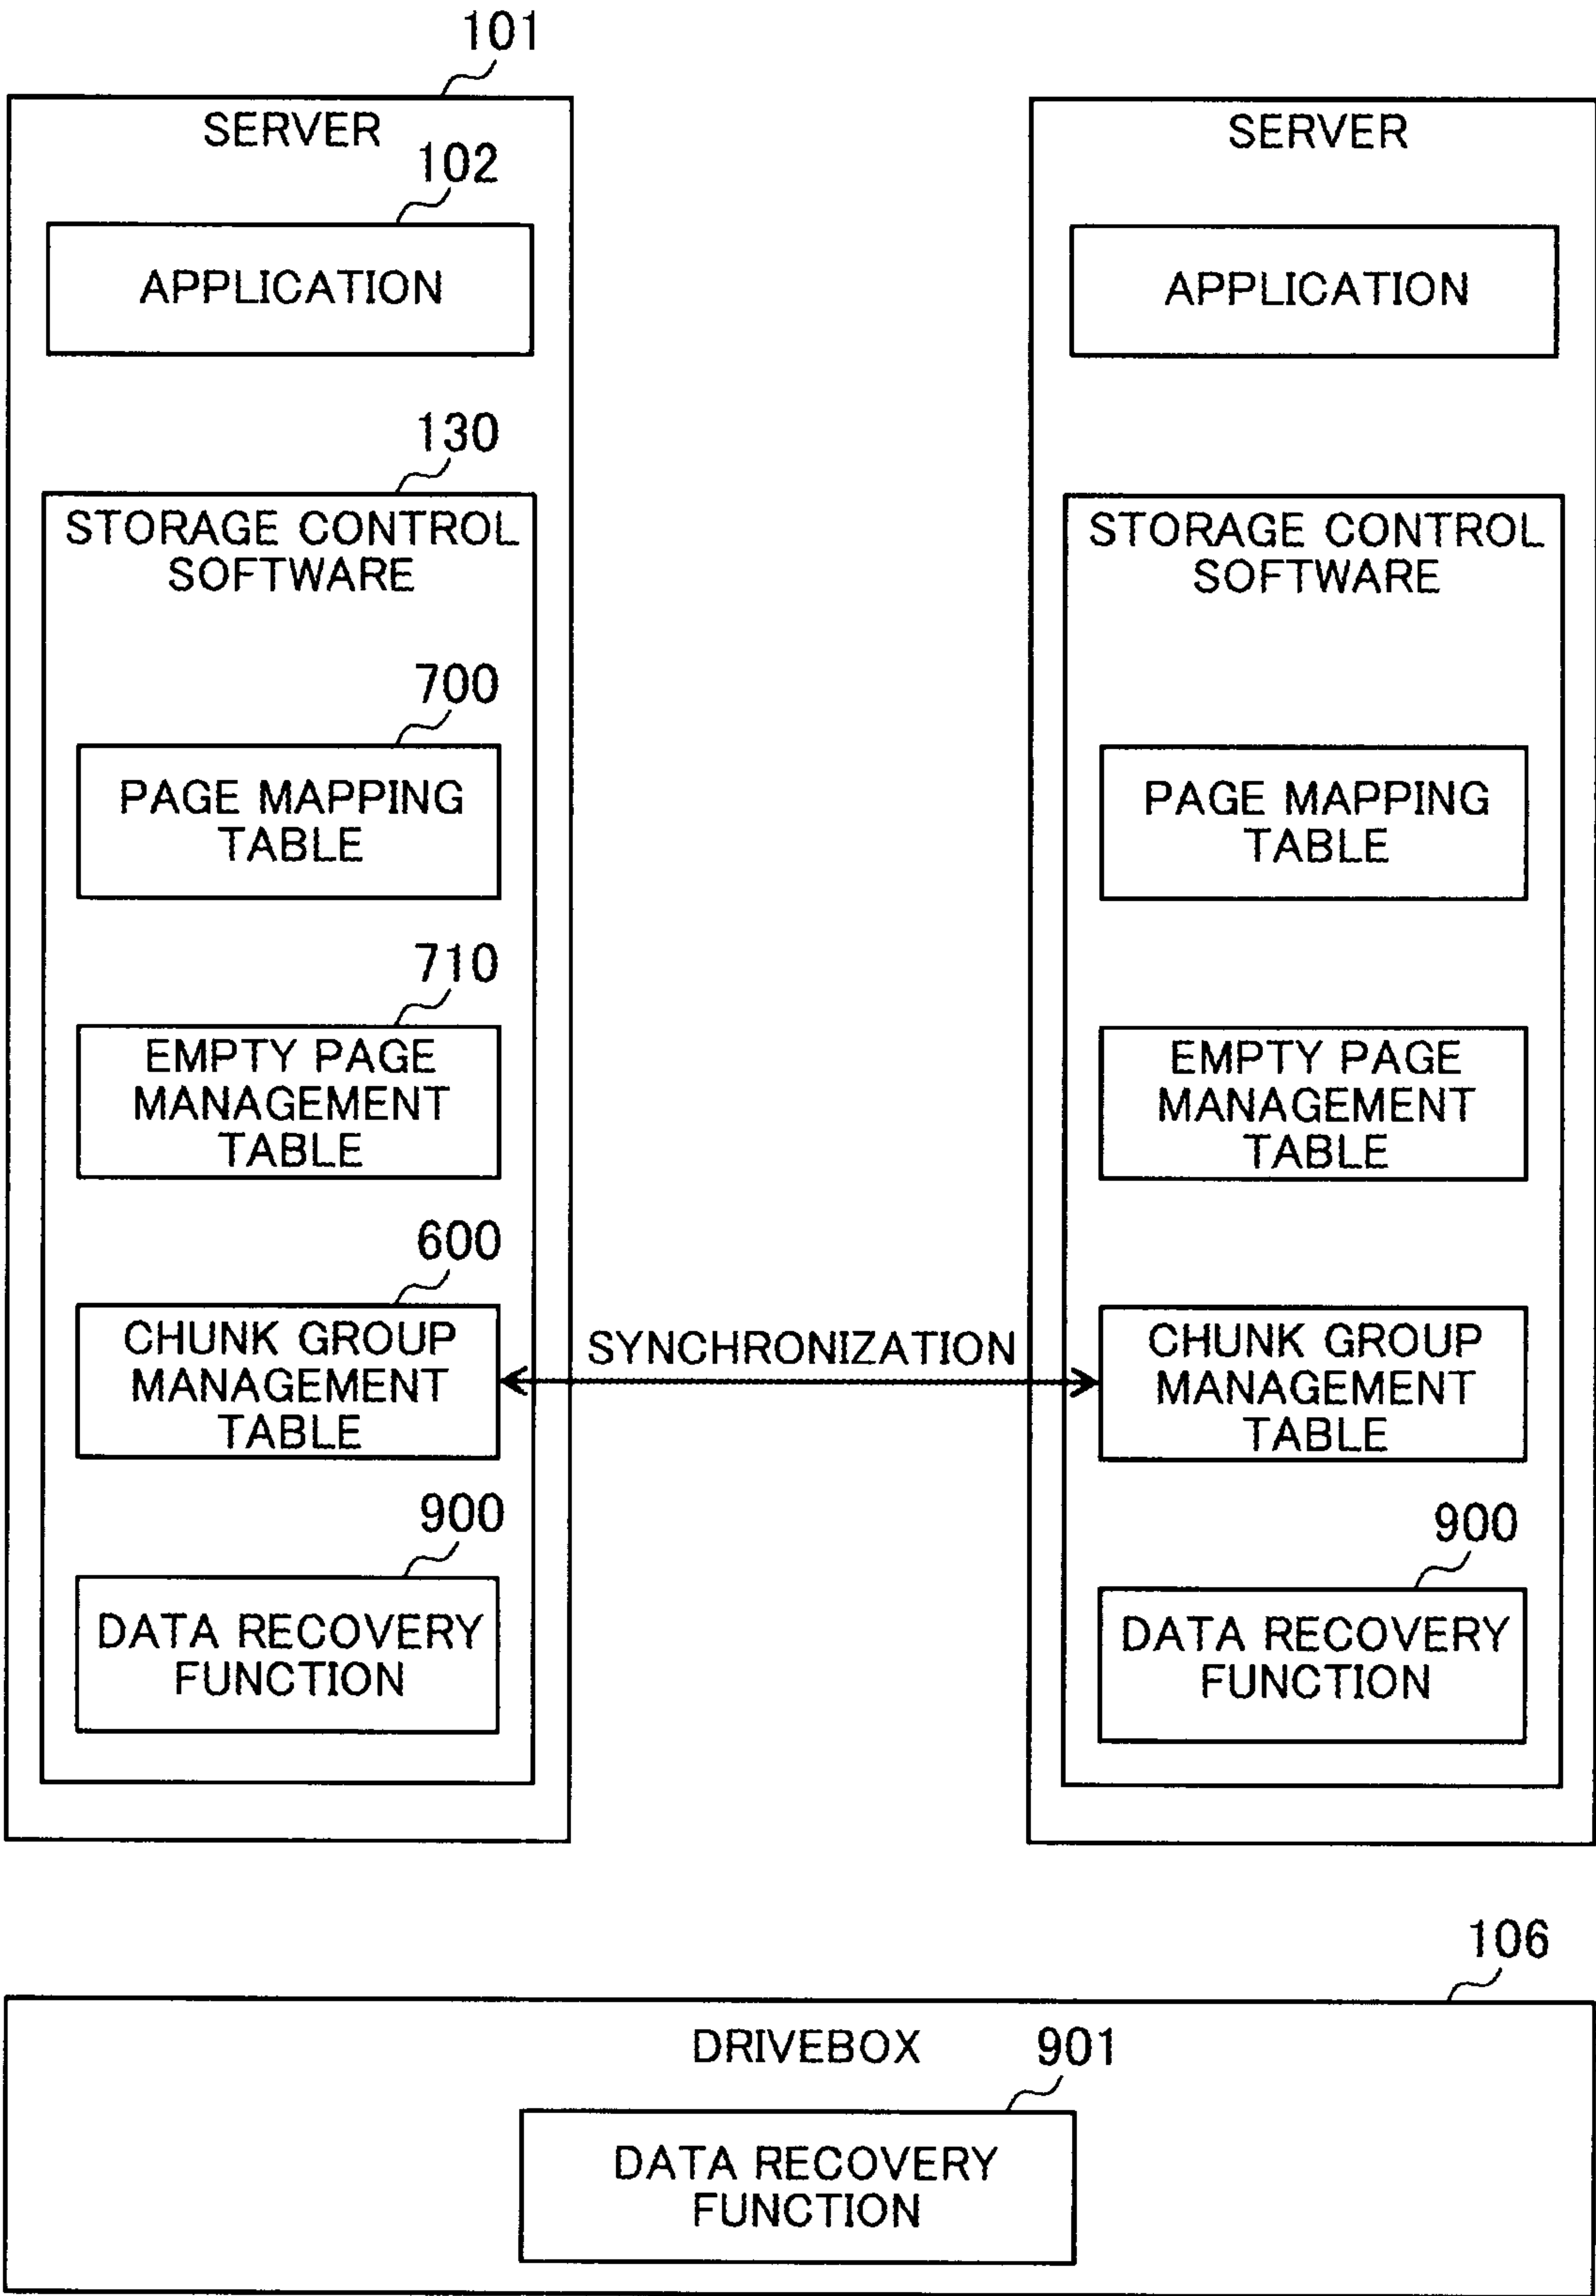 101
SERVER
102
APPLICATION
130
STORAGE CONTROL
SOFTWARE
700
PAGE MAPPING
TABLE
710
EMPTY PAGE
MANAGEMENT
TABLE
600
CHUNK GROUP
MANAGEMENT
TABLE
900
DATA RECOVERY
FUNCTION
SYNCHRONIZATION
SERVER
APPLICATION
STORAGE CONTROL
SOFTWARE
PAGE MAPPING
TABLE
EMPTY PAGE
MANAGEMENT
TABLE
CHUNK GROUP
MANAGEMENT
TABLE
900
DATA RECOVERY
FUNCTION
106
DRIVEBOX
901
DATA RECOVERY
FUNCTION